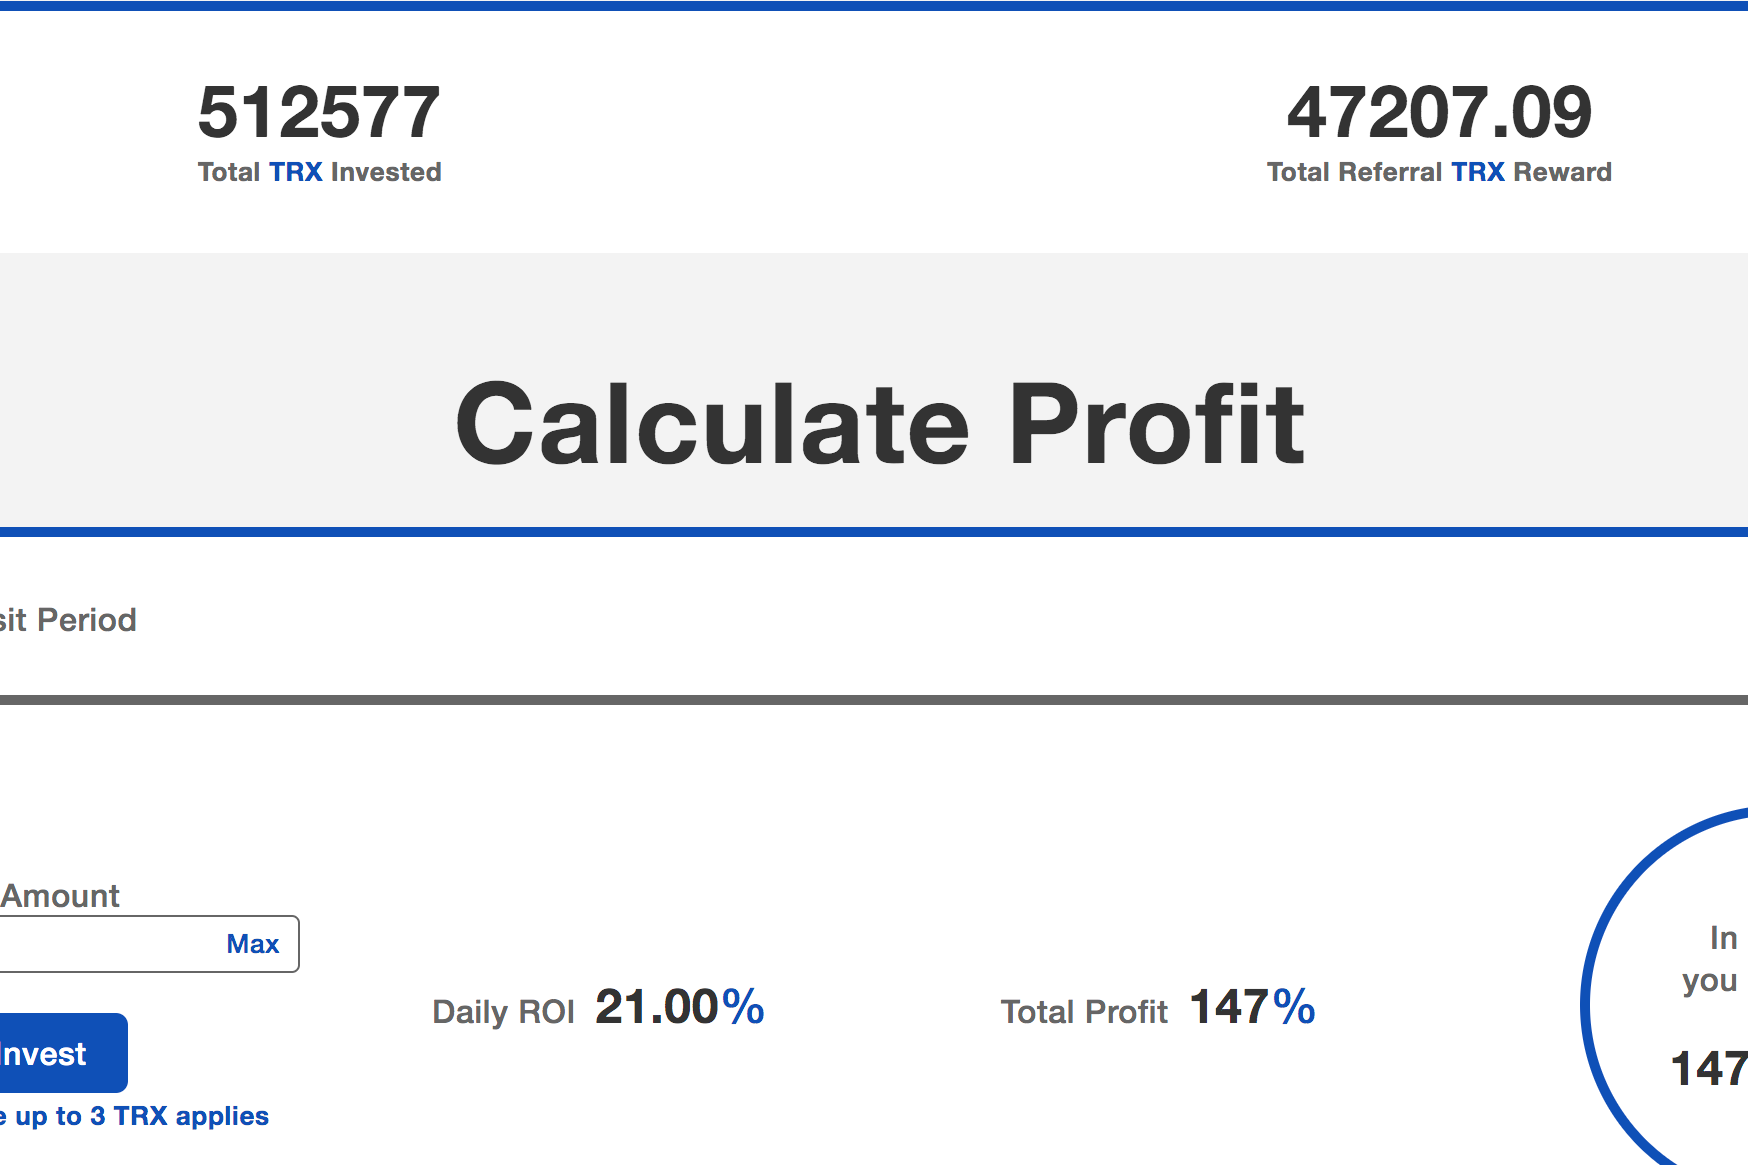 512577
47207.09
Total TRX Invested
Total Referral TRX Reward
Calculate Profit
sit Period
Amount
Max
In
you
Daily ROI 21.00%
Total Profit 147%
Invest
147
e up to 3 TRX applies